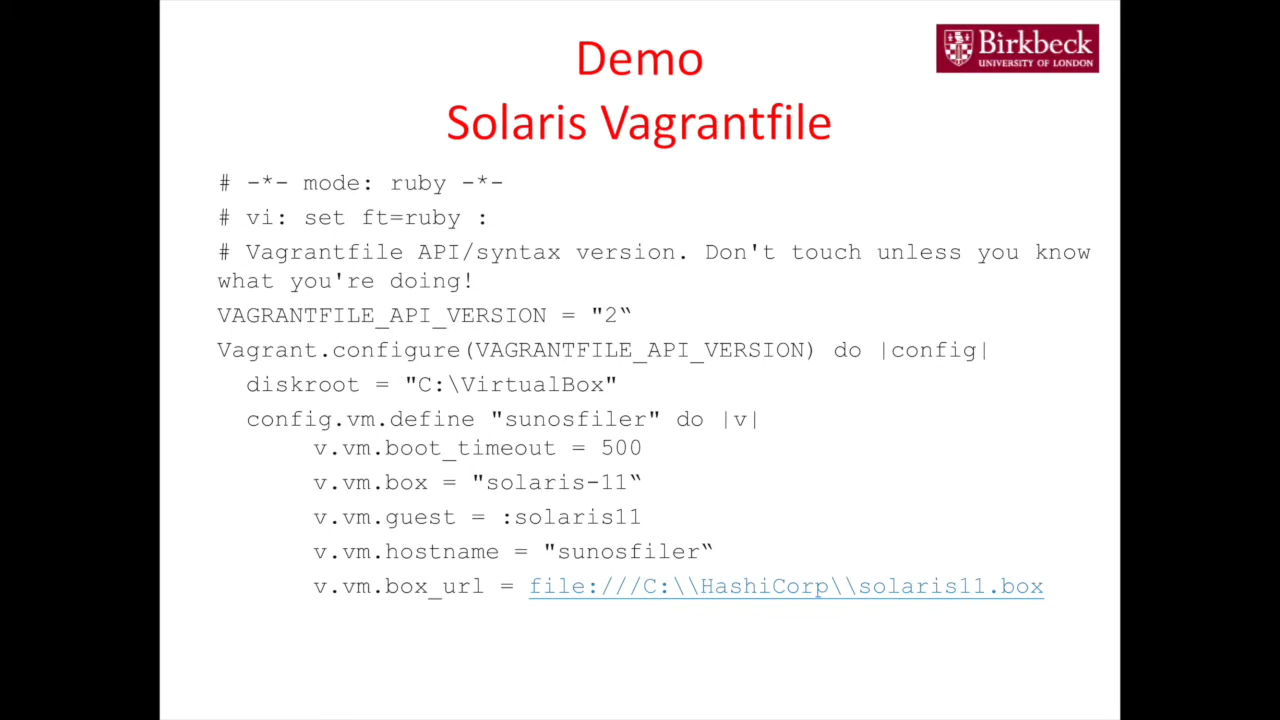 Birkbeck
UNIVERSITY OF LONDON
Demo
Solaris Vagrantfile
# -*- mode: ruby -*-
# vi: set ft=ruby :
# Vagrantfile API/syntax version. Don't touch unless you know
what you're doing!
VAGRANTFILE_API_VERSION = "2“
Vagrant.configure(VAGRANTFILE_API_VERSION) do |config|
diskroot = "C:\VirtualBox"
config.vm.define "sunosfiler" do |v|
v.vm.boot_timeout = 500
v.vm.box = "solaris-11“
v.vm.guest = :solaris11
v.vm.hostname = "sunosfiler“
v.vm.box_url = file:///C:\\HashiCorp\\solaris11.box